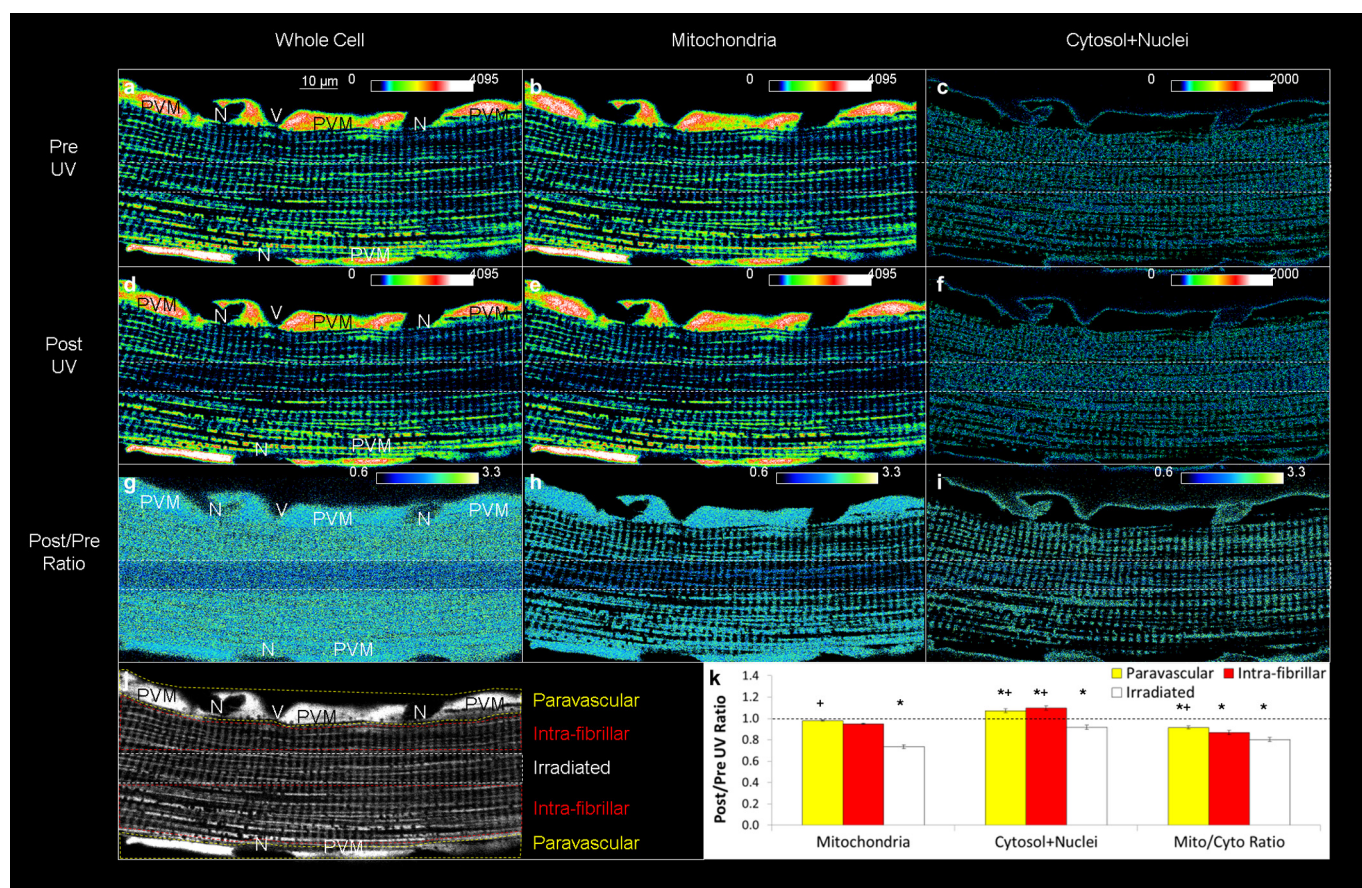 Whole Cell Mitochondria Cytosol+Nuclei
Pre UV
a 10 µm 0 4095
PVM N V PVM N PVM
N PVM
b 0 4095
c 0 2000
Post UV
d 0 4095
PVM N V PVM N PVM
N PVM
e 0 4095
f 0 2000
Post/Pre Ratio
g 0.6 3.3
PVM N V PVM N PVM
N PVM
h 0.6 3.3
i 0.6 3.3
PVM N V PVM N PVM
N PVM
Paravascular
Intra-fibrillar
Irradiated
Intra-fibrillar
Paravascular
k
Paravascular Intra-fibrillar
Irradiated
Post/Pre UV Ratio
1.4
1.2
1.0
0.8
0.6
0.4
0.2
0.0
+ * *+ *+ * *+ * *
Mitochondria Cytosol+Nuclei Mito/Cyto Ratio